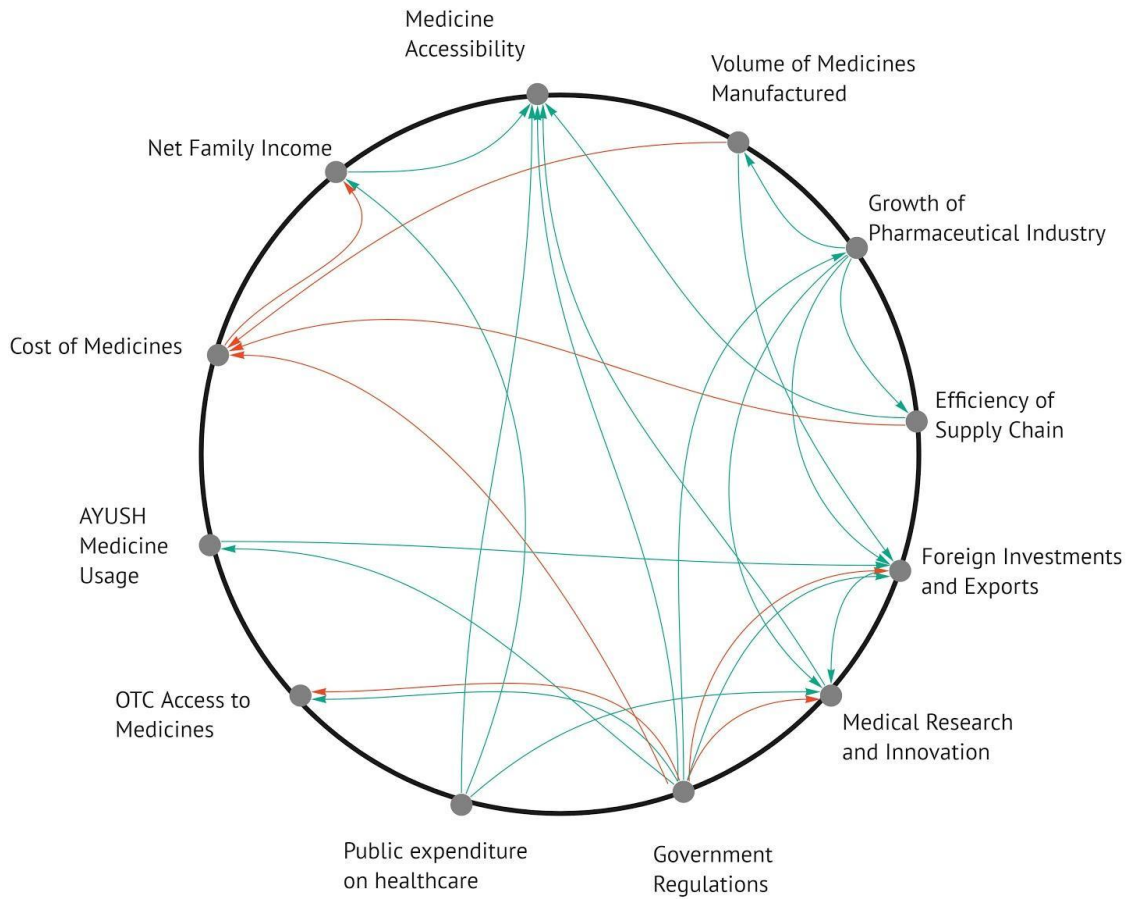 Medicine
Accessibility
Volume of Medicines
Manufactured
Net Family Income
Growth of
Pharmaceutical Industry
Cost of Medicines
Efficiency of
Supply Chain
AYUSH
Medicine
Usage
Foreign Investments
and Exports
OTC Access to
Medicines
Medical Research
and Innovation
Public expenditure
on healthcare
Government
Regulations